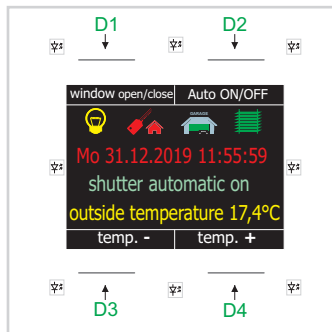 D1 D2
window open/close Auto ON/OFF
GARAGE
Mo 31.12.2019 11:55:59
shutter automatic on
outside temperature 17,4°C
temp. - temp. +
D3 D4